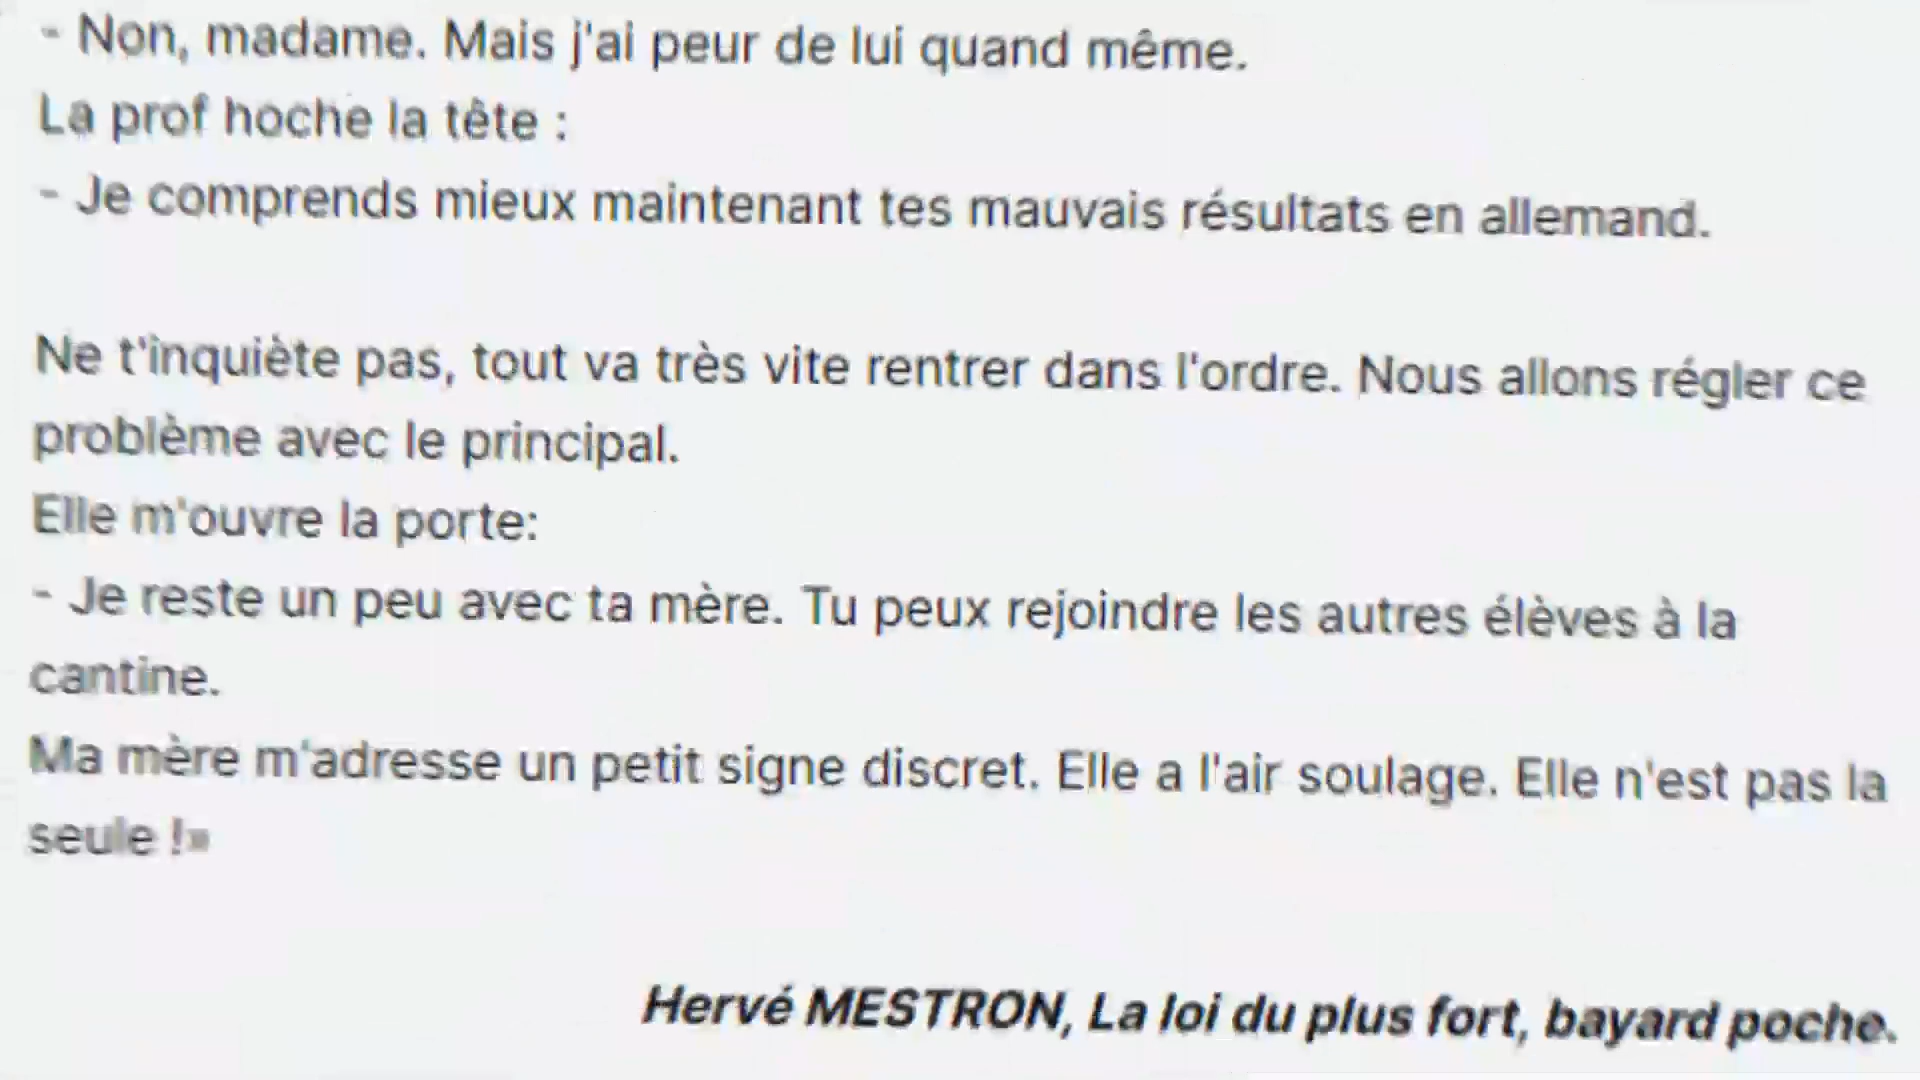 - Non, madame. Mais j'ai peur de lui quand même.
La prof hoche la tête :
- Je comprends mieux maintenant tes mauvais résultats en allemand.
Ne t'inquiète pas, tout va très vite rentrer dans l'ordre. Nous allons régler ce
problème avec le principal.
Elle m'ouvre la porte:
- Je reste un peu avec ta mère. Tu peux rejoindre les autres élèves à la
cantine.
Ma mère m'adresse un petit signe discret. Elle a l'air soulage. Elle n'est pas la
seule !»
Hervé MESTRON, La loi du plus fort, bayard poche.